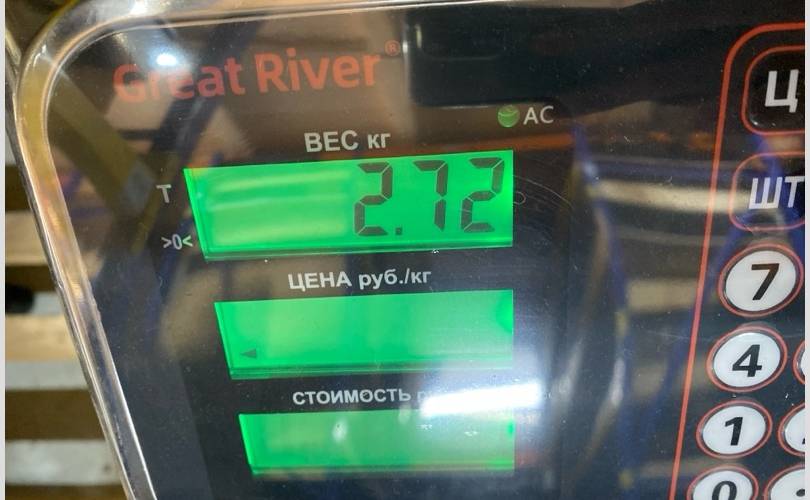 Great River®
AC
ВЕС кг
T
2.72
>0<
ЦЕНА руб./кг
СТОИМОСТЬ
Ц
ШТ
7
4
1
0